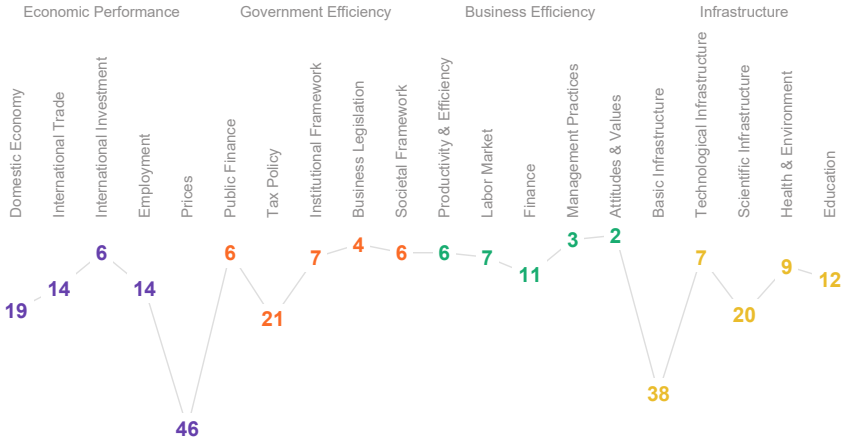 Economic Performance
Government Efficiency
Business Efficiency
Infrastructure
Domestic Economy
International Trade
International Investment
Employment
Prices
Public Finance
Tax Policy
Institutional Framework
Business Legislation
Societal Framework
Productivity & Efficiency
Labor Market
Finance
Management Practices
Attitudes & Values
Basic Infrastructure
Technological Infrastructure
Scientific Infrastructure
Health & Environment
Education
19
14
6
14
46
6
21
7
4
6
6
7
11
3
2
38
7
20
9
12